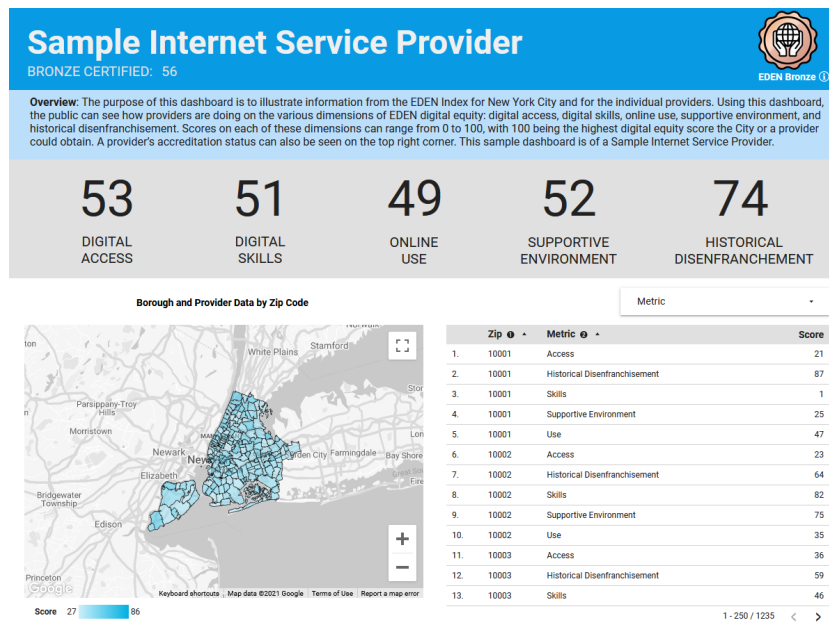 Sample Internet Service Provider
BRONZE CERTIFIED: 56
EDEN Bronze
Overview: The purpose of this dashboard is to illustrate information from the EDEN Index for New York City and for the individual providers. Using this dashboard,
the public can see how providers are doing on the various dimensions of EDEN digital equity: digital access, digital skills, online use, supportive environment, and
historical disenfranchisement. Scores on each of these dimensions can range from 0 to 100, with 100 being the highest digital equity score the City or a provider
could obtain. A provider's accreditation status can also be seen on the top right corner. This sample dashboard is of a Sample Internet Service Provider.
53 51 49 52 74
DIGITAL DIGITAL ONLINE SUPPORTIVE HISTORICAL
ACCESS SKILLS USE ENVIRONMENT DISENFRANCHEMENT
Borough and Provider Data by Zip Code
Metric
Stamford
White Plains
Parsippany-Troy
Hills
Morristown
Newark
New
Garden City Farmingdale Bay Shore
Elizabeth
Bridgewater
Township
Edison
Princeton
Google
Keyboard shortcuts Map data ©2021 Google Terms of Use Report a map error
Score 27 86
Zip 1 Metric 2 Score
1. 10001 Access 21
2. 10001 Historical Disenfranchisement 87
3. 10001 Skills 1
4. 10001 Supportive Environment 25
5. 10001 Use 47
6. 10002 Access 23
7. 10002 Historical Disenfranchisement 64
8. 10002 Skills 82
9. 10002 Supportive Environment 75
10. 10002 Use 35
11. 10003 Access 36
12. 10003 Historical Disenfranchisement 59
13. 10003 Skills 46
1 - 250 / 1235